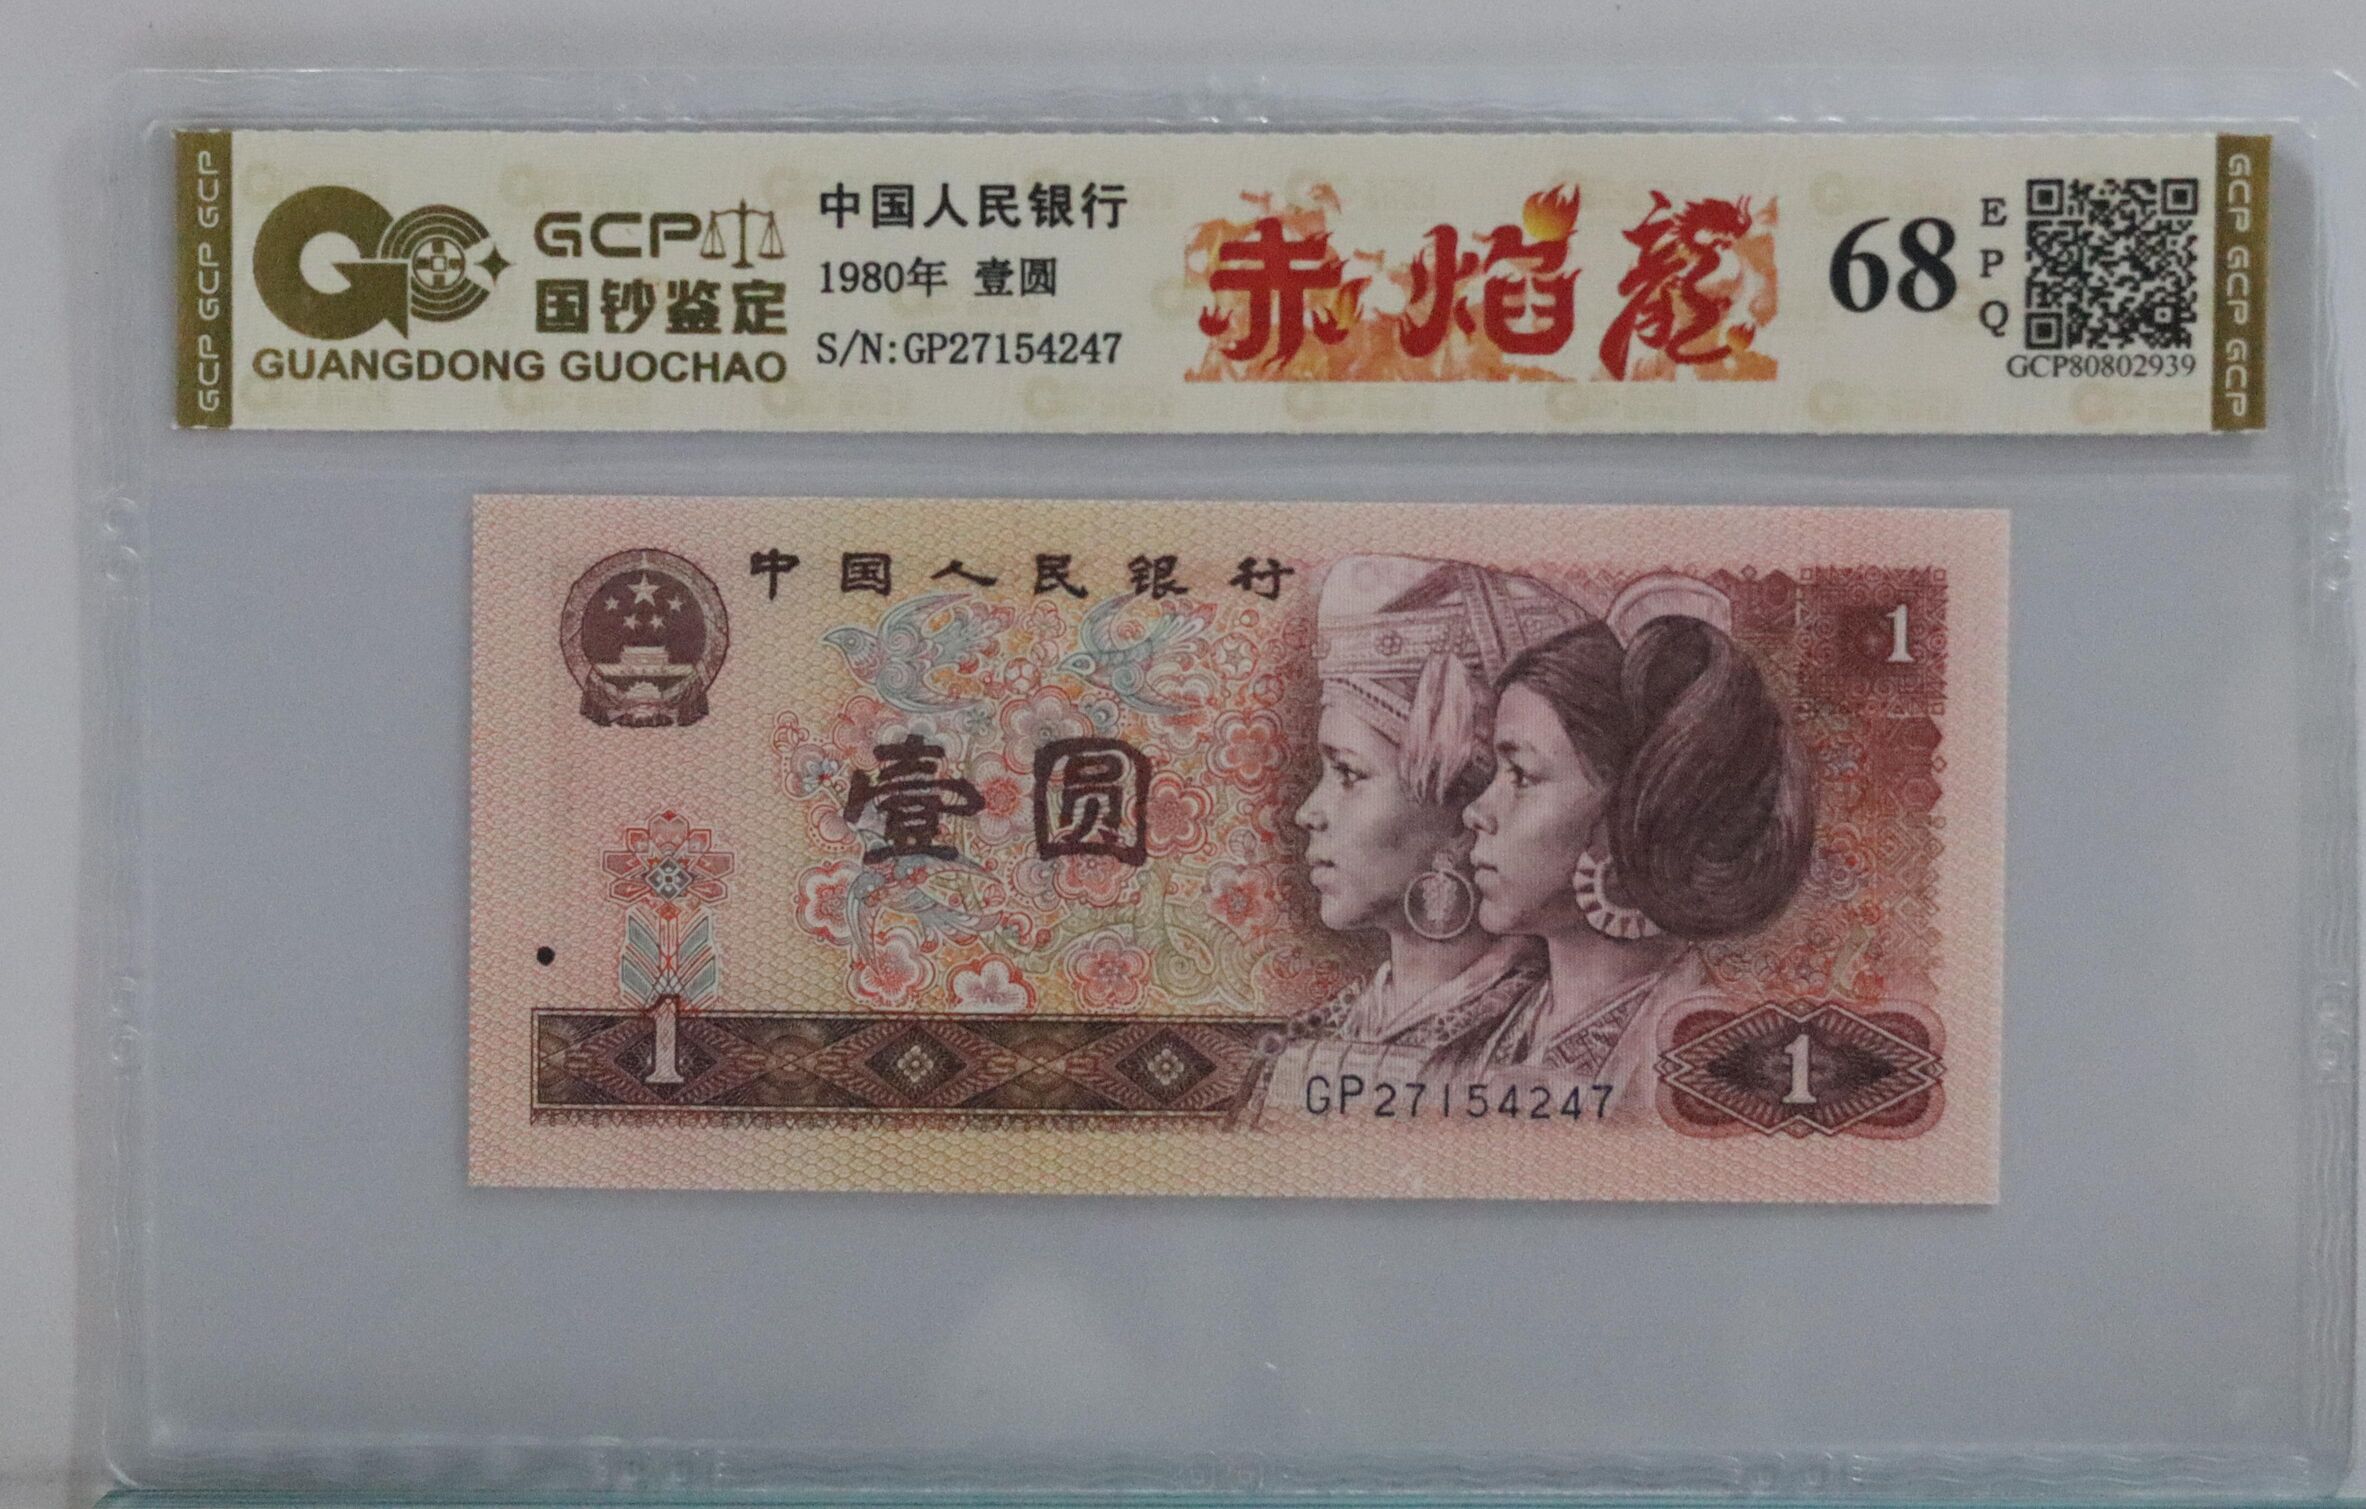 GCP GCP GCP
GCP
国钞鉴定
GUANGDONG GUOCHAO
中国人民银行
1980年 壹圆
S/N:GP27154247
赤焰龍
68
EPQ
GCP80802939
GCP GCP GCP
中国人民银行
1
壹圆
1
GP27154247
1